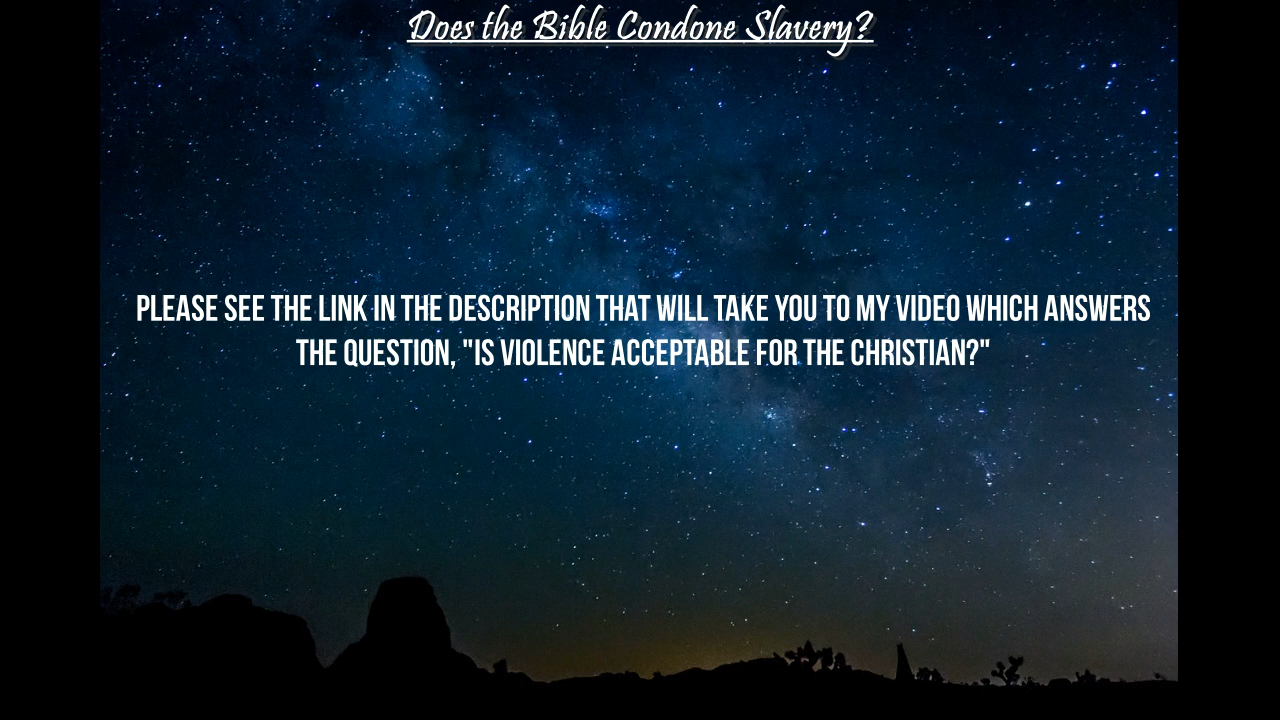 Does the Bible Condone Slavery?
PLEASE SEE THE LINK IN THE DESCRIPTION THAT WILL TAKE YOU TO MY VIDEO WHICH ANSWERS
THE QUESTION, "IS VIOLENCE ACCEPTABLE FOR THE CHRISTIAN?"